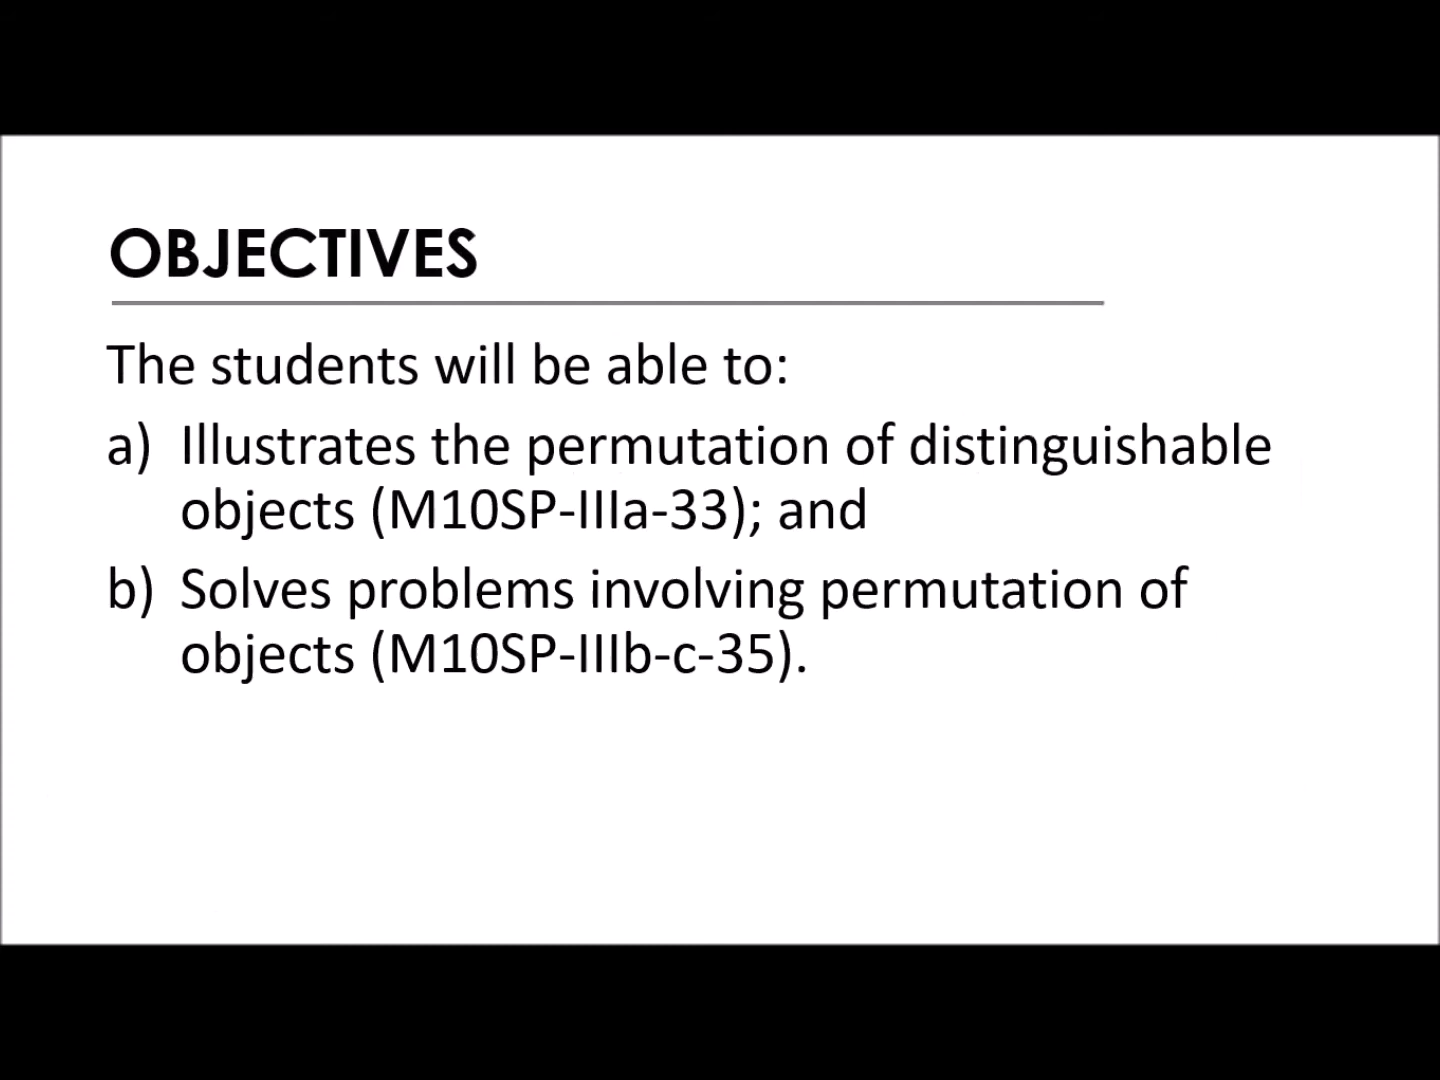 OBJECTIVES
The students will be able to:
a) Illustrates the permutation of distinguishable
objects (M10SP-IIIa-33); and
b) Solves problems involving permutation of
objects (M10SP-IIIb-c-35).